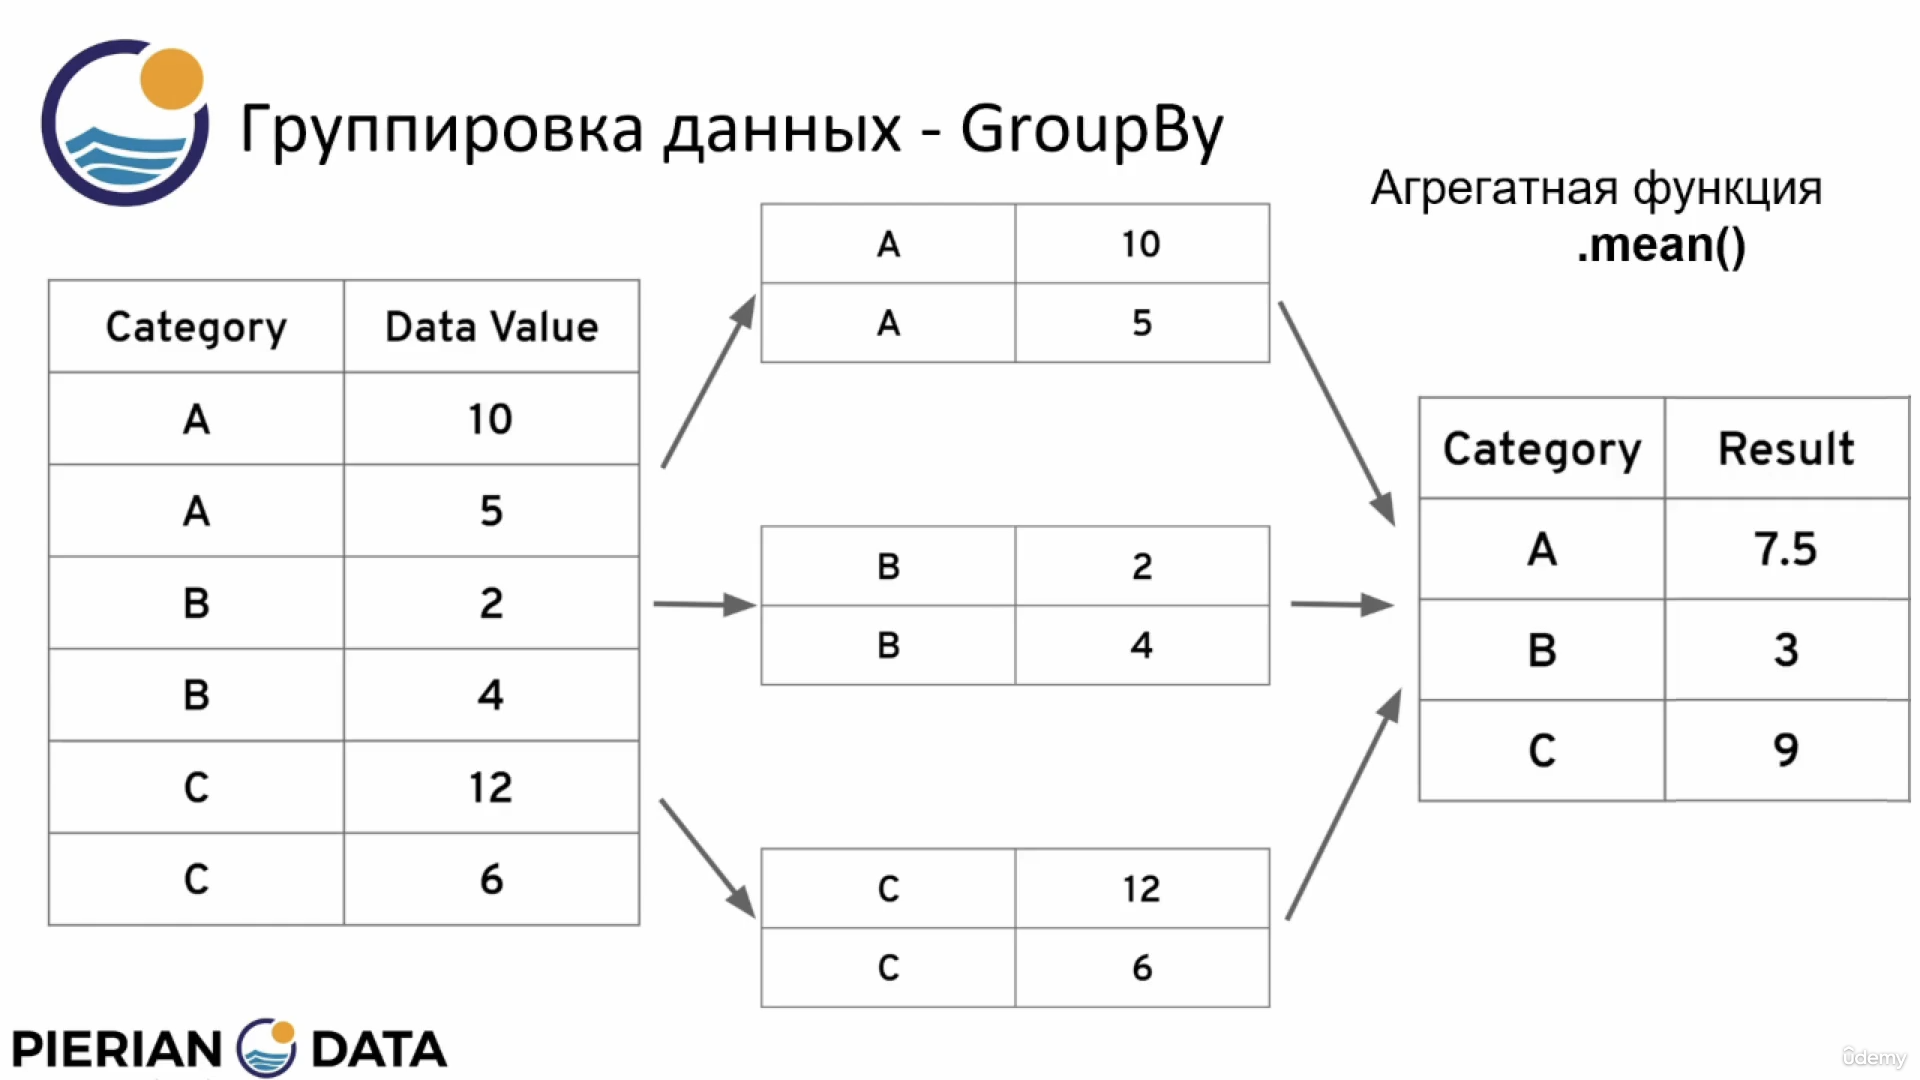 Группировка данных - GroupBy
Агрегатная функция
.mean()
Category Data Value
A 10
A 5
B 2
B 4
C 12
C 6
A 10
A 5
B 2
B 4
C 12
C 6
Category Result
A 7.5
B 3
C 9
PIERIAN DATA
ûdemy